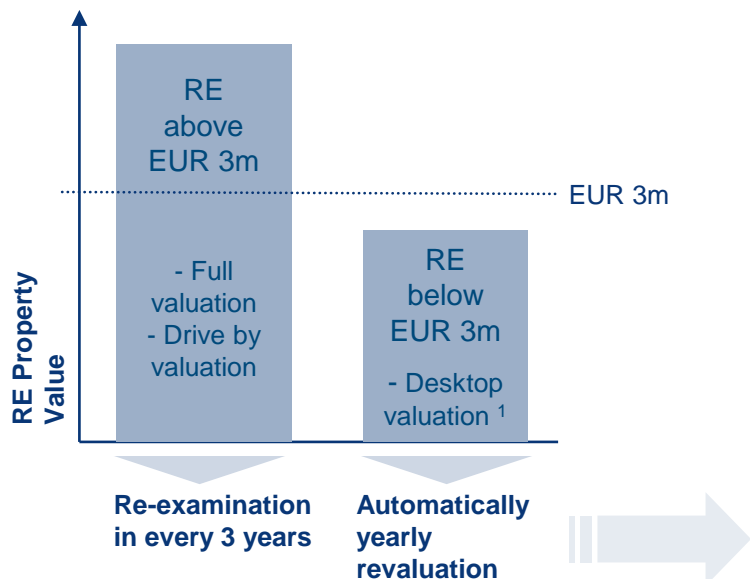 RE
above
EUR 3m
EUR 3m
- Full
valuation
- Drive by
valuation
RE
below
EUR 3m
- Desktop
valuation ¹
RE Property
Value
Re-examination
in every 3 years
Automatically
yearly
revaluation